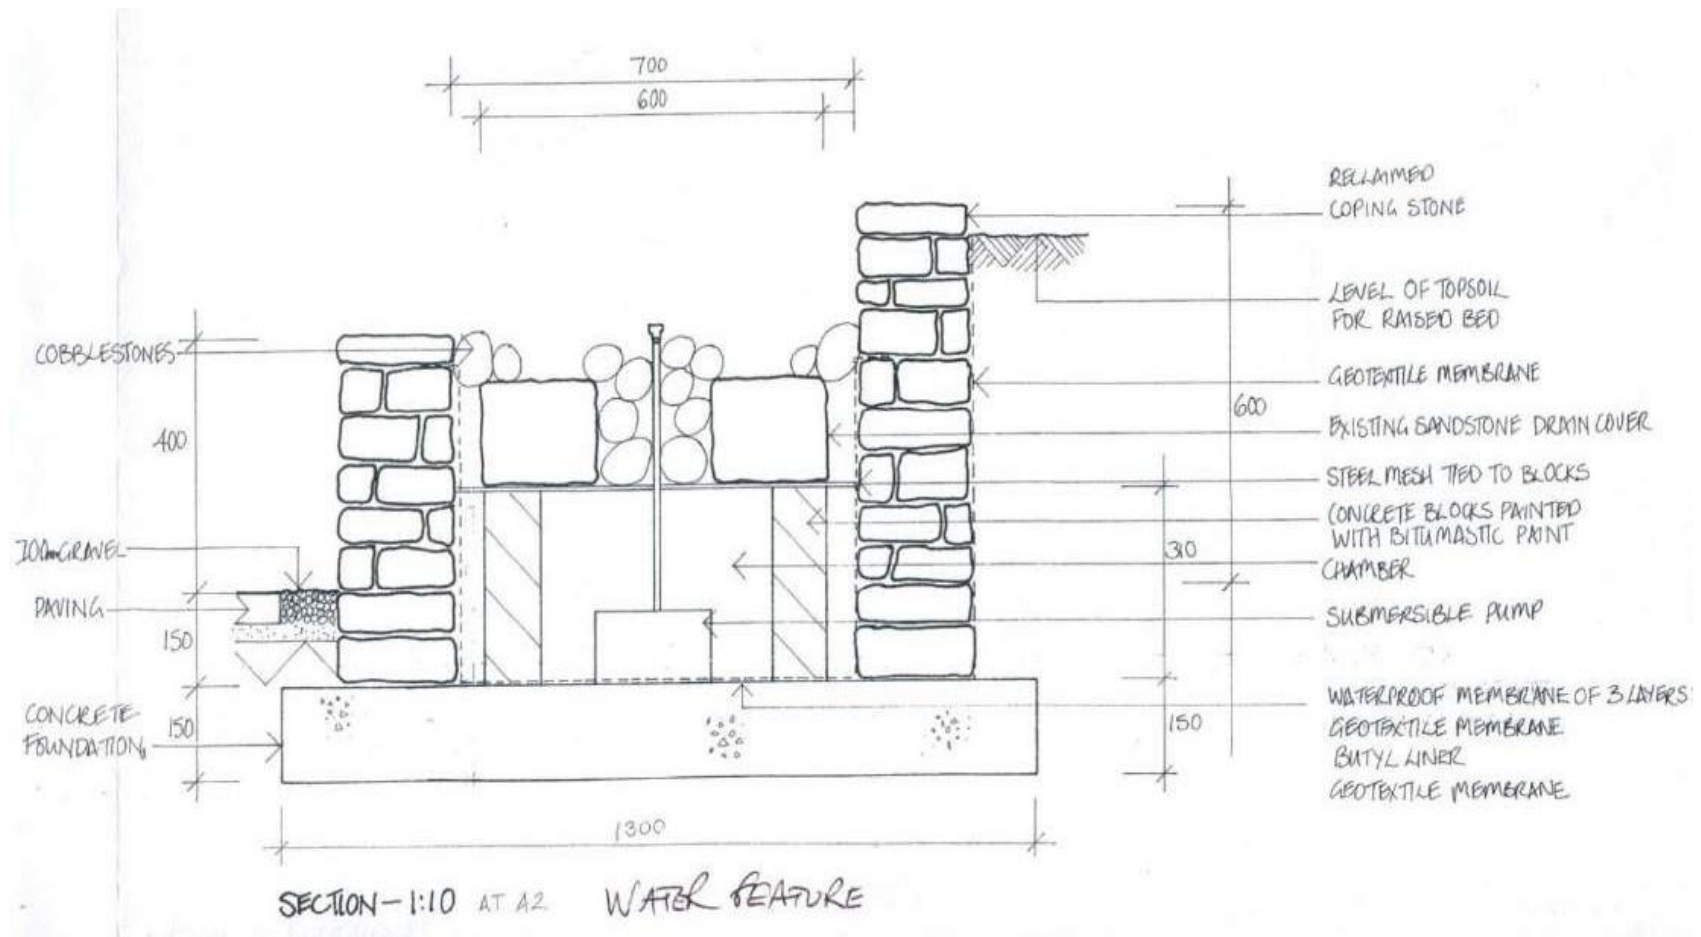 700
600
RECLAIMED
COPING STONE
LEVEL OF TOPSOIL
FOR RAISED BED
COBBLESTONES
GEOTEXTILE MEMBRANE
600
400
EXISTING SANDSTONE DRAIN COVER
STEEL MESH TIED TO BLOCKS
CONCRETE BLOCKS PAINTED
WITH BITUMASTIC PAINT
GRAVEL
CHAMBER
PAVING
SUBMERSIBLE PUMP
150
WATERPROOF MEMBRANE OF 3 LAYERS
GEOTEXTILE MEMBRANE
BUTYL LINER
GEOTEXTILE MEMBRANE
CONCRETE
FOUNDATION
150
150
1300
SECTION - 1:10 AT A2 WATER FEATURE